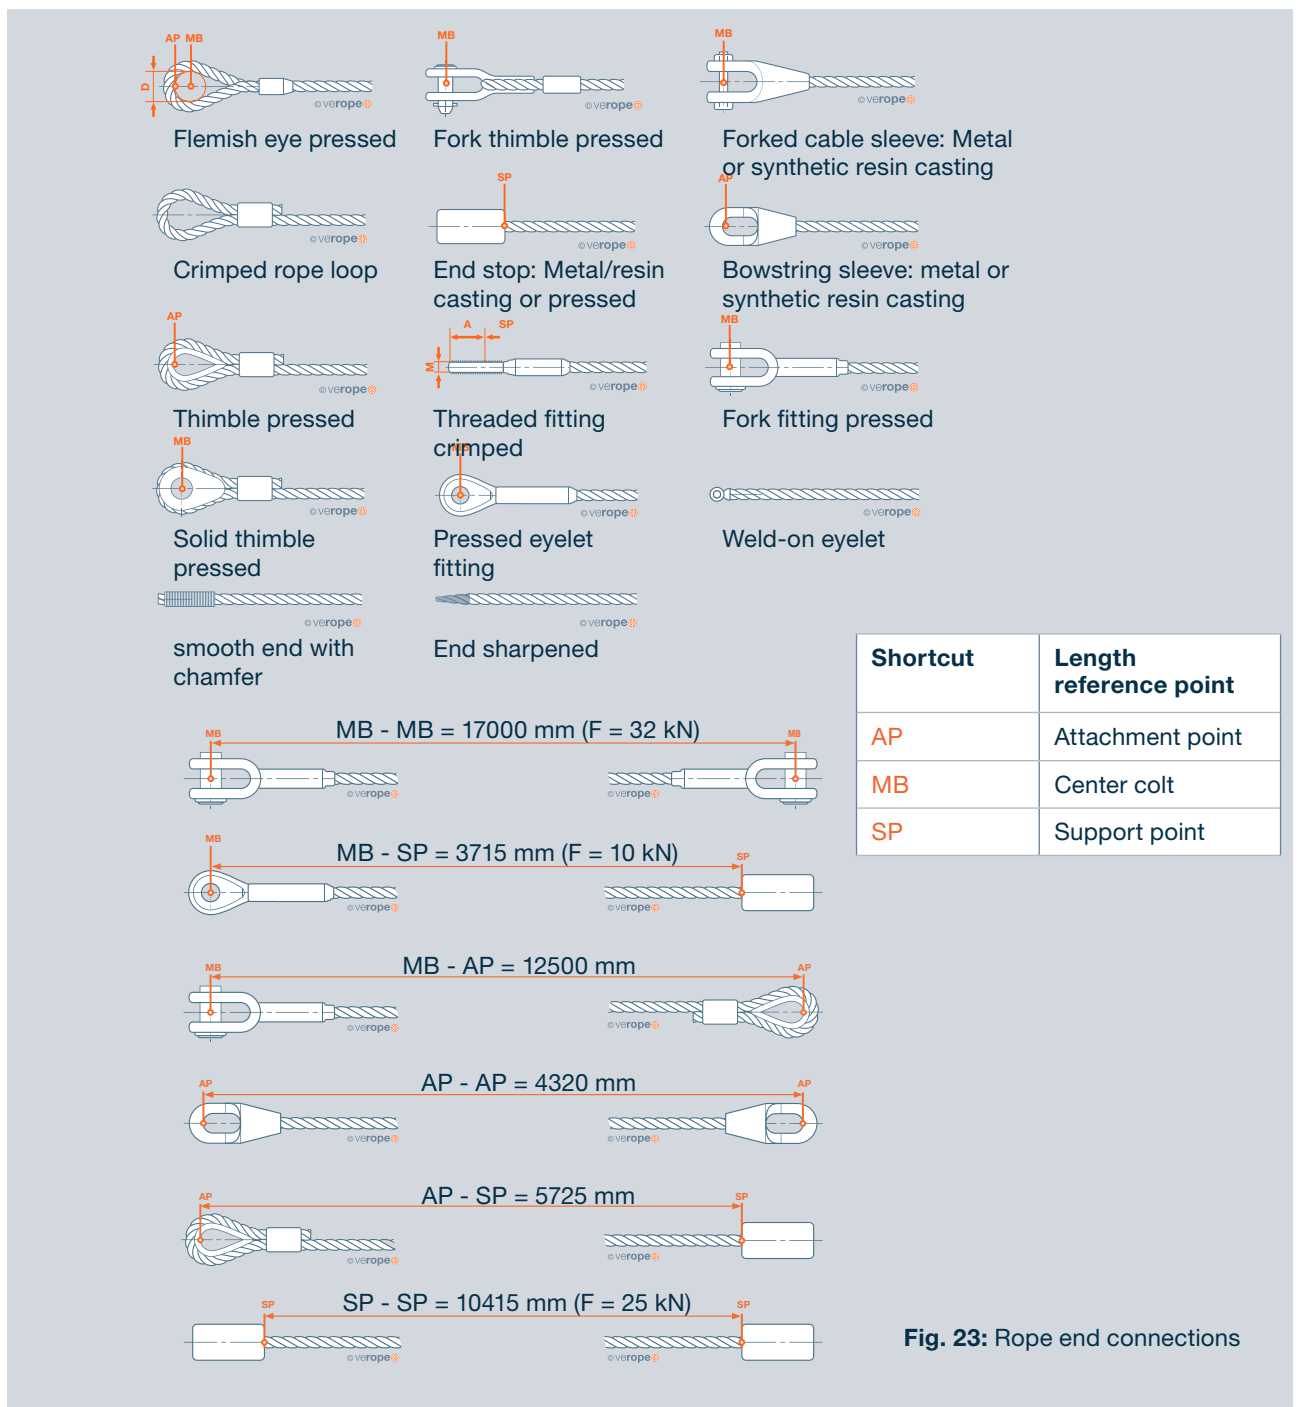 AP MB
D
©verope
Flemish eye pressed
MB
©verope
Fork thimble pressed
MB
©verope
Forked cable sleeve: Metal
or synthetic resin casting
©verope
Crimped rope loop
SP
©verope
End stop: Metal/resin
casting or pressed
AP
©verope
Bowstring sleeve: metal or
synthetic resin casting
AP
©verope
Thimble pressed
A SP
M
©verope
Threaded fitting
crimped
MB
©verope
Fork fitting pressed
MB
©verope
Solid thimble
pressed
MB
©verope
Pressed eyelet
fitting
©verope
Weld-on eyelet
©verope
smooth end with
chamfer
©verope
End sharpened
Shortcut Length
reference point
AP Attachment point
MB Center colt
SP Support point
MB MB - MB = 17000 mm (F = 32 kN) MB
©verope ©verope
MB MB - SP = 3715 mm (F = 10 kN) SP
©verope ©verope
MB MB - AP = 12500 mm AP
©verope ©verope
AP AP - AP = 4320 mm AP
©verope ©verope
AP AP - SP = 5725 mm SP
©verope ©verope
SP SP - SP = 10415 mm (F = 25 kN) SP
©verope ©verope
Fig. 23: Rope end connections